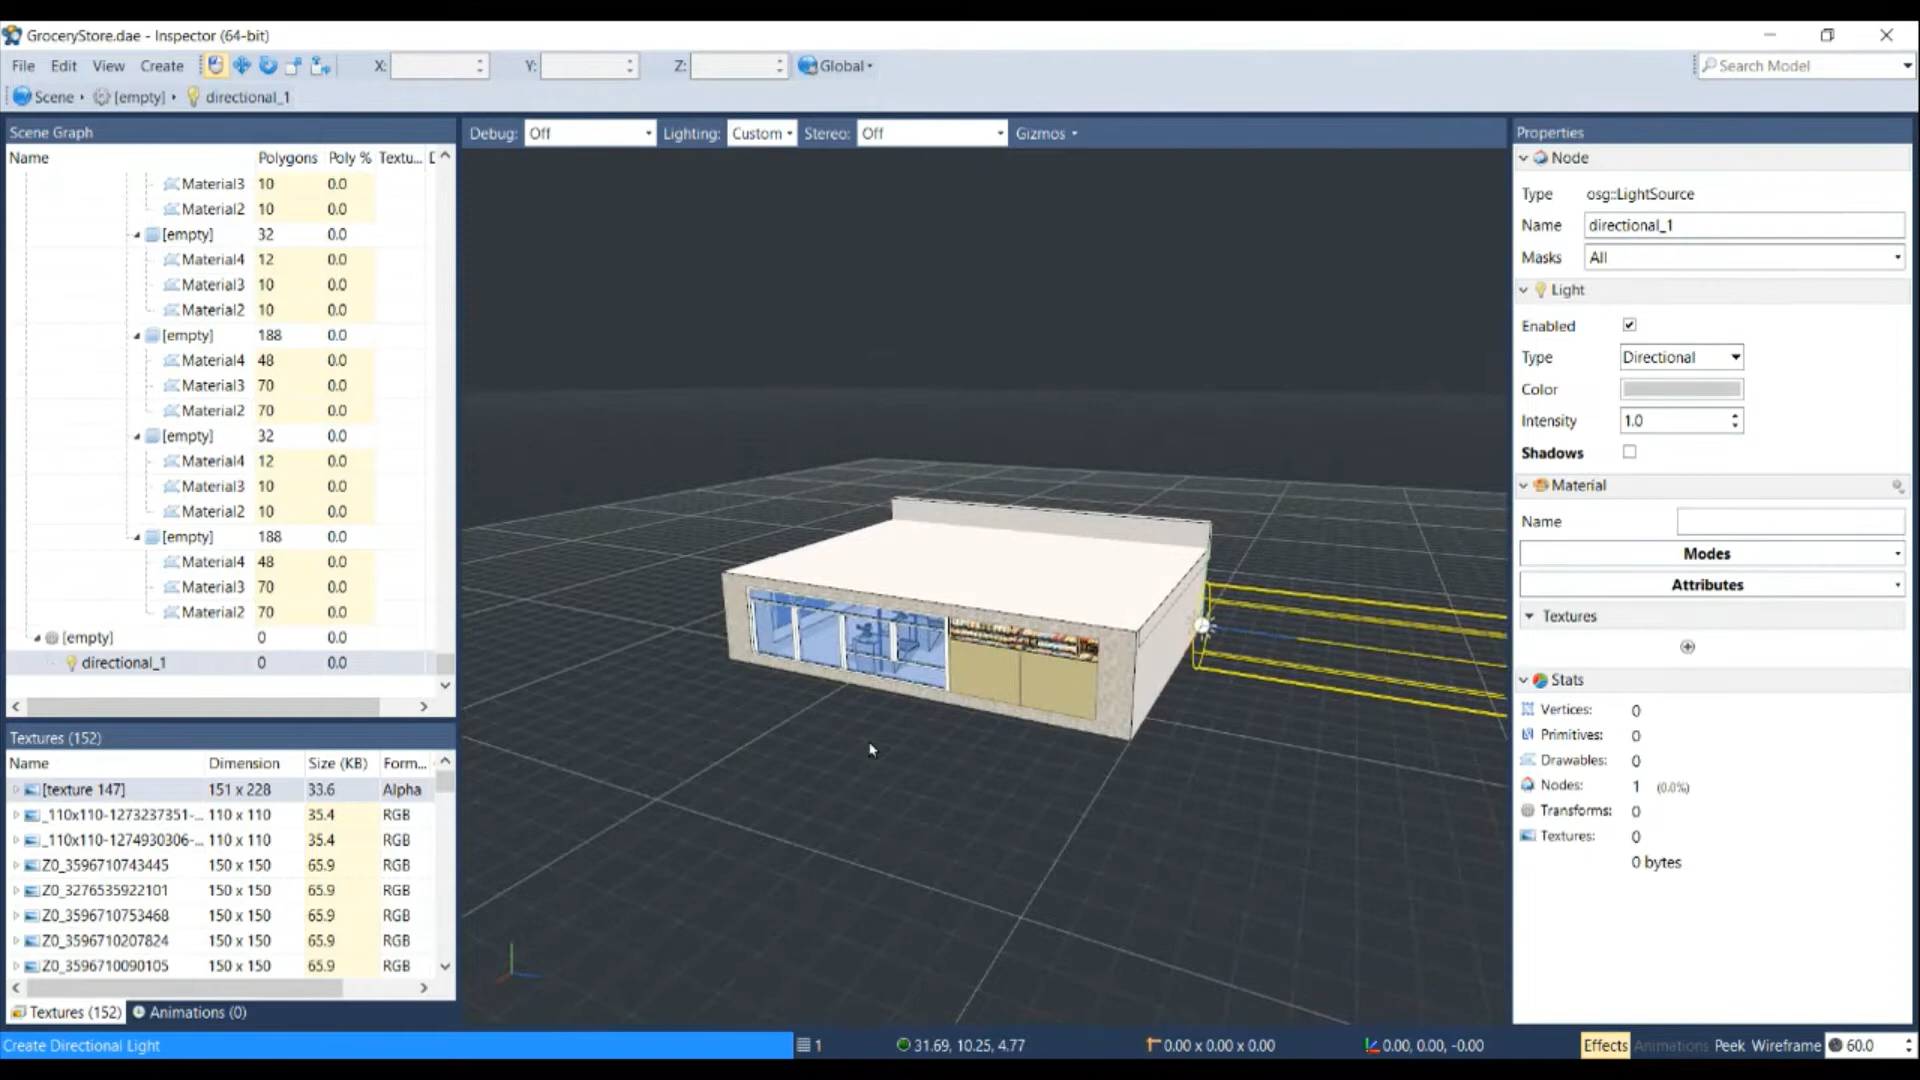 GroceryStore.dae - Inspector (64-bit)
File Edit View Create X: Y: Z: Global Search Model
Scene [empty] directional_1
Scene Graph
Name Polygons Poly % Textu...
Material3 10 0.0
Material2 10 0.0
[empty] 32 0.0
Material4 12 0.0
Material3 10 0.0
Material2 10 0.0
[empty] 188 0.0
Material4 48 0.0
Material3 70 0.0
Material2 70 0.0
[empty] 32 0.0
Material4 12 0.0
Material3 10 0.0
Material2 10 0.0
[empty] 188 0.0
Material4 48 0.0
Material3 70 0.0
Material2 70 0.0
[empty] 0 0.0
directional_1 0 0.0
Textures (152)
Name Dimension Size (KB) Form...
[texture 147] 151 x 228 33.6 Alpha
_110x110-1273237351-... 110 x 110 35.4 RGB
_110x110-1274930306-... 110 x 110 35.4 RGB
Z0_3596710743445 150 x 150 65.9 RGB
Z0_3276535922101 150 x 150 65.9 RGB
Z0_3596710753468 150 x 150 65.9 RGB
Z0_3596710207824 150 x 150 65.9 RGB
Z0_3596710090105 150 x 150 65.9 RGB
Textures (152) Animations (0)
Debug: Off Lighting: Custom Stereo: Off Gizmos
Properties
Node
Type osg::LightSource
Name directional_1
Masks All
Light
Enabled
Type Directional
Color
Intensity 1.0
Shadows
Material
Name
Modes
Attributes
Textures
Stats
Vertices: 0
Primitives: 0
Drawables: 0
Nodes: 1 (0.0%)
Transforms: 0
Textures: 0
0 bytes
Create Directional Light 1 31.69, 10.25, 4.77 0.00 x 0.00 x 0.00 0.00, 0.00, -0.00 Effects Animations Peek Wireframe 60.0